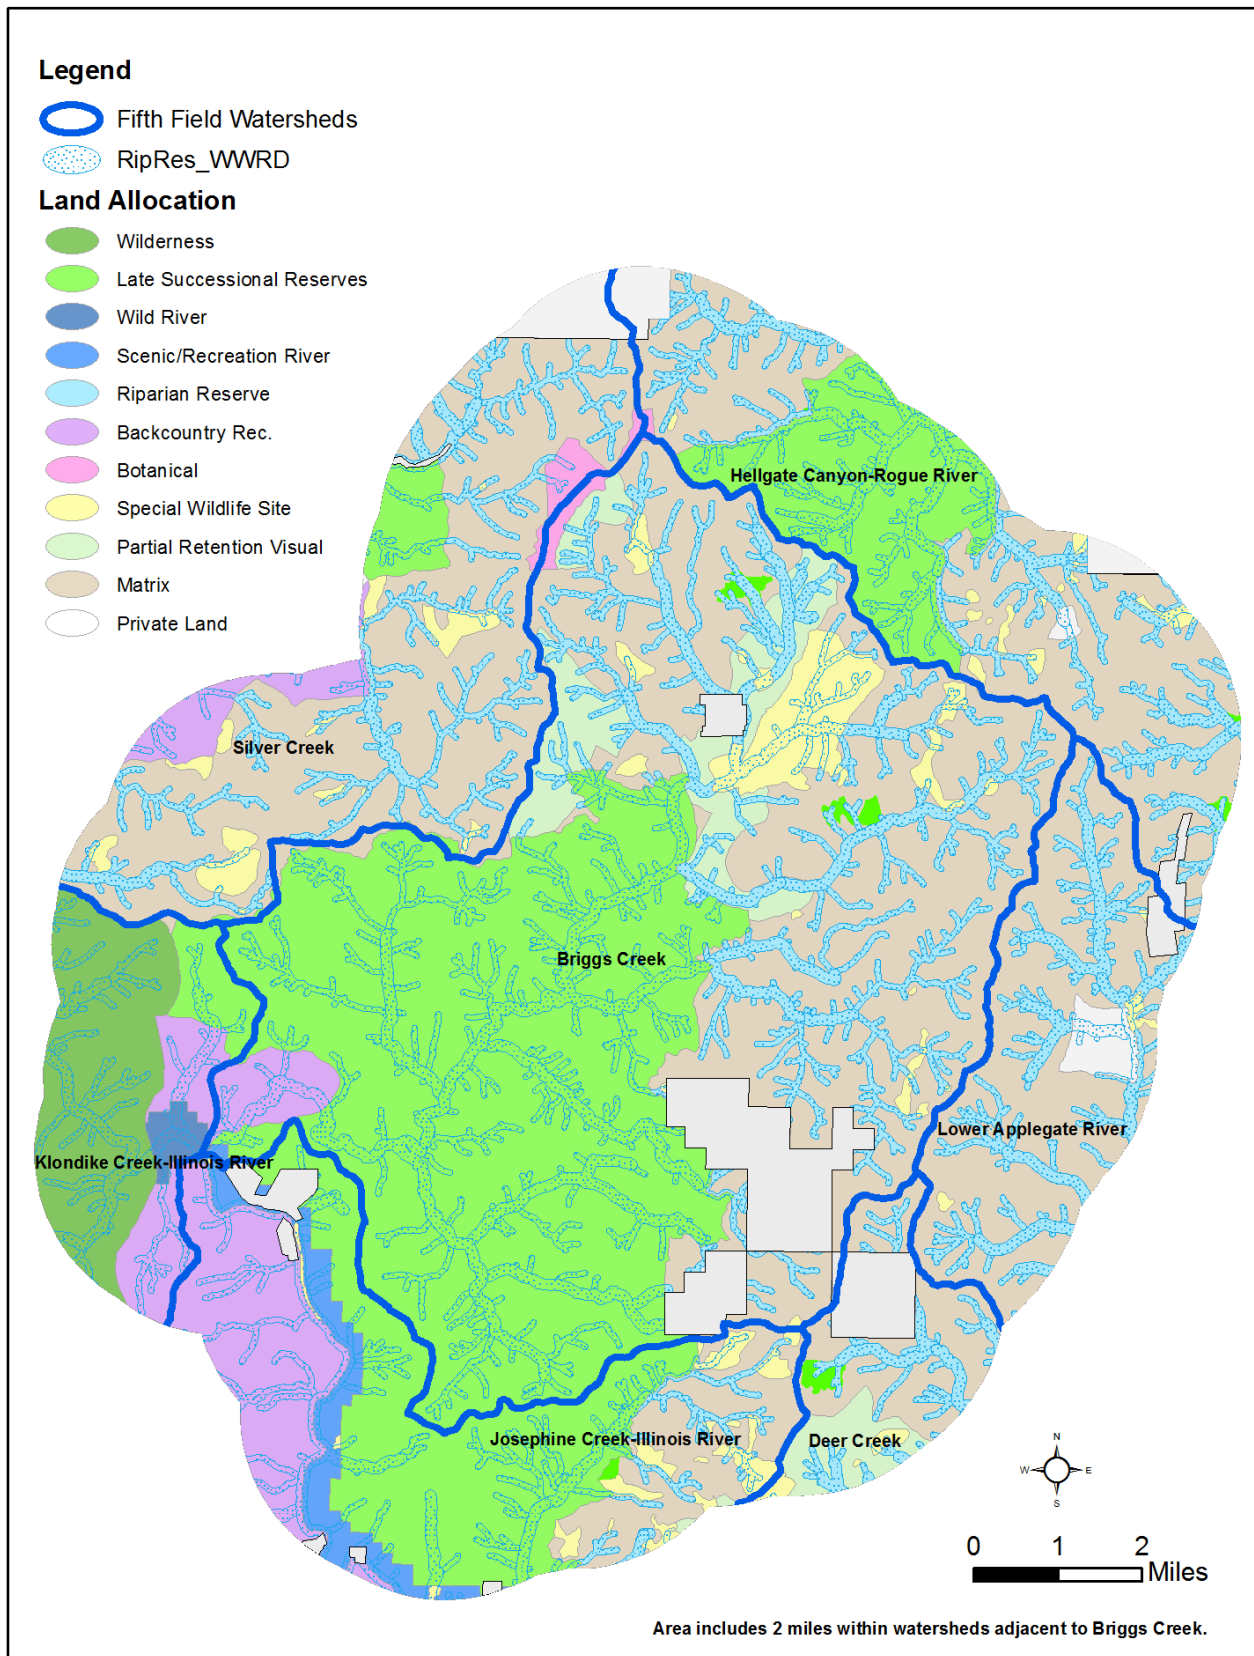 Legend
Fifth Field Watersheds
RipRes_WWRD
Land Allocation
Wilderness
Late Successional Reserves
Wild River
Scenic/Recreation River
Riparian Reserve
Backcountry Rec.
Botanical
Special Wildlife Site
Partial Retention Visual
Matrix
Private Land
Hellgate Canyon-Rogue River
Silver Creek
Briggs Creek
Lower Applegate River
Klondike Creek-Illinois River
Josephine Creek-Illinois River
Deer Creek
N
W E
S
0 1 2
Miles
Area includes 2 miles within watersheds adjacent to Briggs Creek.